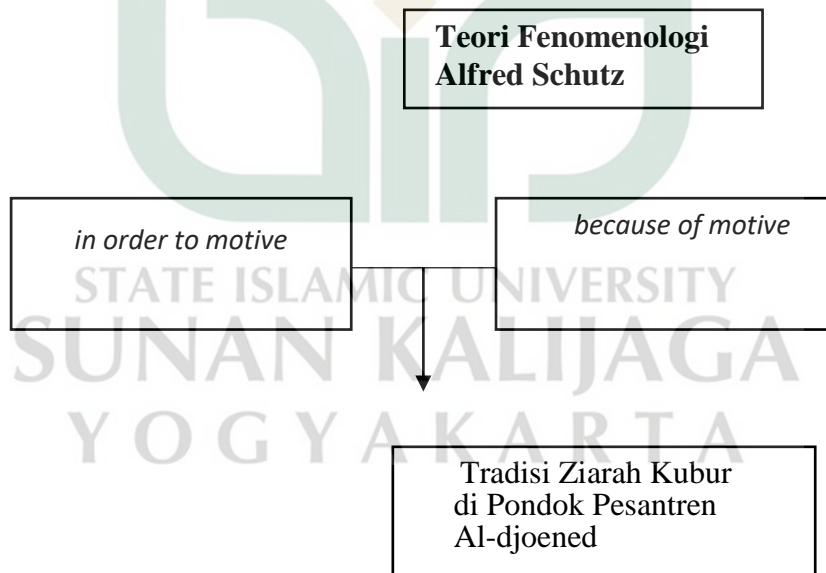 Teori Fenomenologi
Alfred Schutz
in order to motive
because of motive
STATE ISLAMIC UNIVERSITY
SUNAN KALIJAGA
YOGYAKARTA
Tradisi Ziarah Kubur
di Pondok Pesantren
Al-djoened